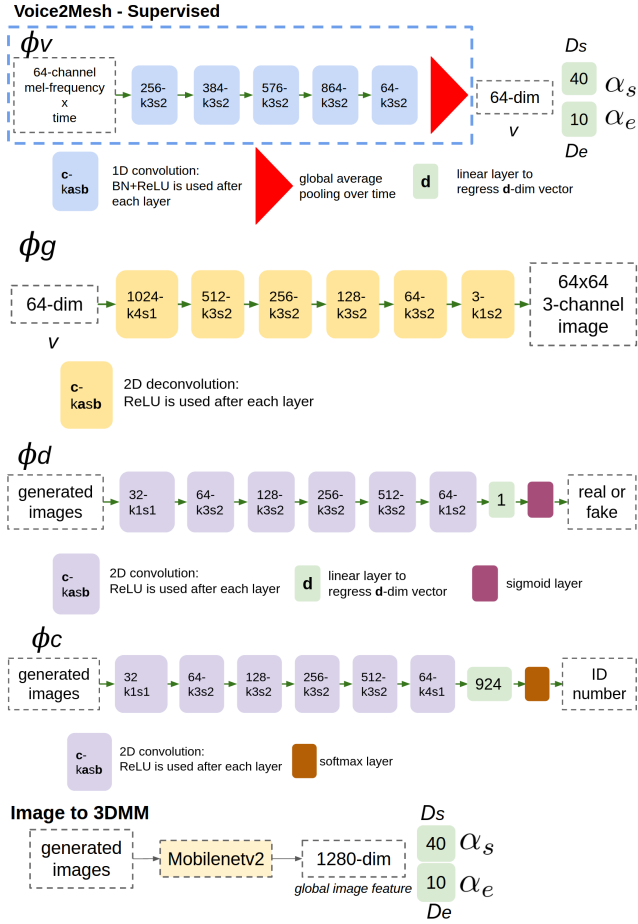 Voice2Mesh - Supervised
ϕv
64-channel
mel-frequency
x
time
256-
k3s2
384-
k3s2
576-
k3s2
864-
k3s2
64-
k3s2
64-dim
v
Ds
40
αs
10
αe
De
c-
kasb
1D convolution:
BN+ReLU is used after
each layer
global average
pooling over time
d
linear layer to
regress d-dim vector
ϕg
64-dim
v
1024-
k4s1
512-
k3s2
256-
k3s2
128-
k3s2
64-
k3s2
3-
k1s2
64x64
3-channel
image
c-
kasb
2D deconvolution:
ReLU is used after each layer
ϕd
generated
images
32-
k1s1
64-
k3s2
128-
k3s2
256-
k3s2
512-
k3s2
64-
k1s2
1
real or
fake
c-
kasb
2D convolution:
ReLU is used after each layer
d
linear layer to
regress d-dim vector
sigmoid layer
ϕc
generated
images
32
k1s1
64-
k3s2
128-
k3s2
256-
k3s2
512-
k3s2
64-
k4s1
924
ID
number
c-
kasb
2D convolution:
ReLU is used after each layer
softmax layer
Image to 3DMM
generated
images
Mobilenetv2
1280-dim
global image feature
Ds
40
αs
10
αe
De